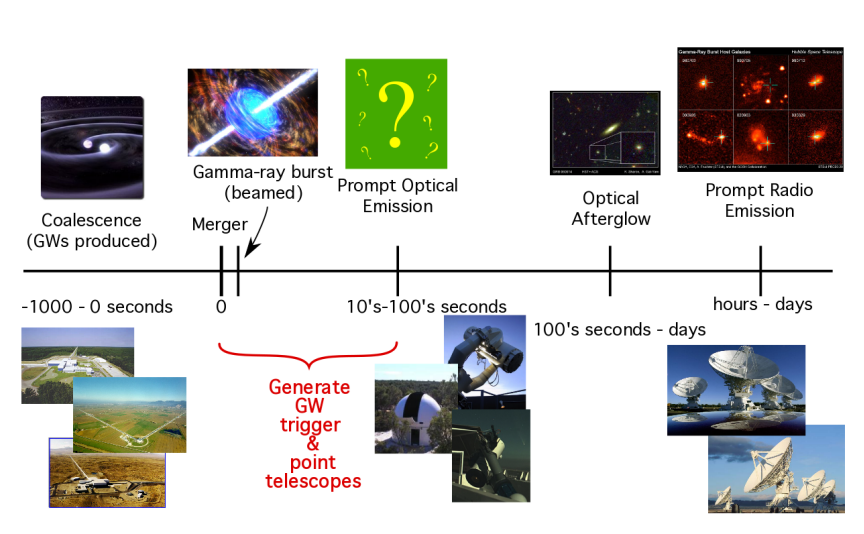 Gamma-Ray Burst Host Galaxies
Hubble Space Telescope
?
?
?
?
?
?
?
Gamma-ray burst
(beamed)
Prompt Optical
Emission
Coalescence
(GWs produced)
Merger
Optical
Afterglow
Prompt Radio
Emission
-1000 - 0 seconds
0
10's-100's seconds
100's seconds - days
hours - days
Generate
GW
trigger
&
point
telescopes